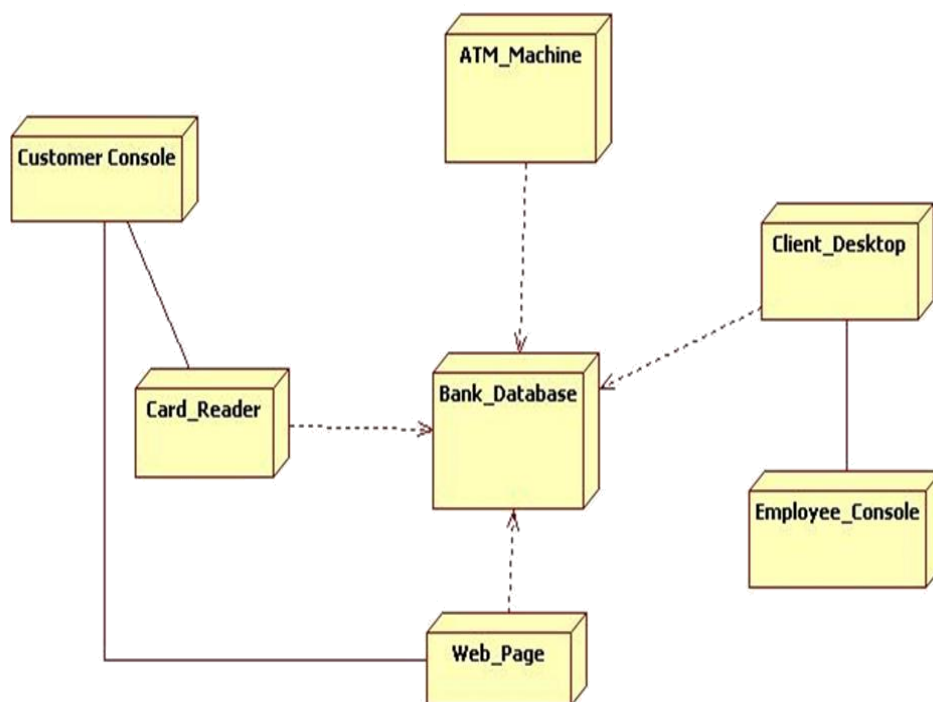 ATM_Machine
Customer Console
Client_Desktop
Card_Reader
Bank_Database
Employee_Console
Web_Page